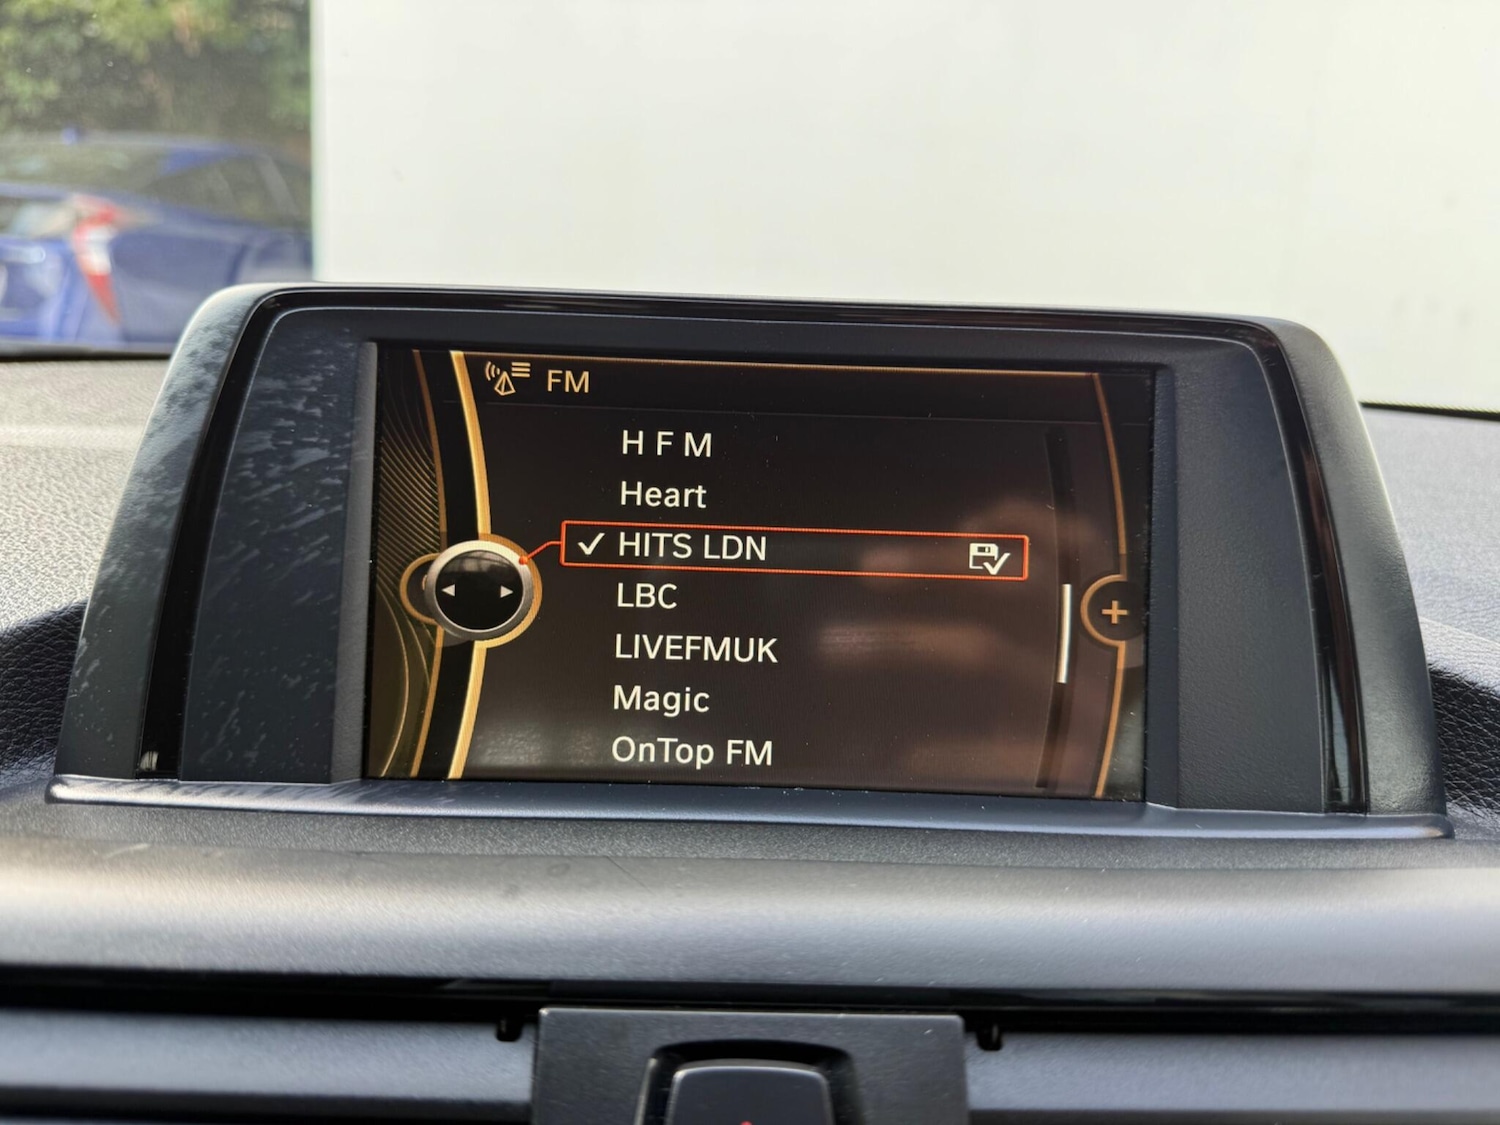 FM
H F M
Heart
HITS LDN
LBC
LIVEFMUK
Magic
OnTop FM